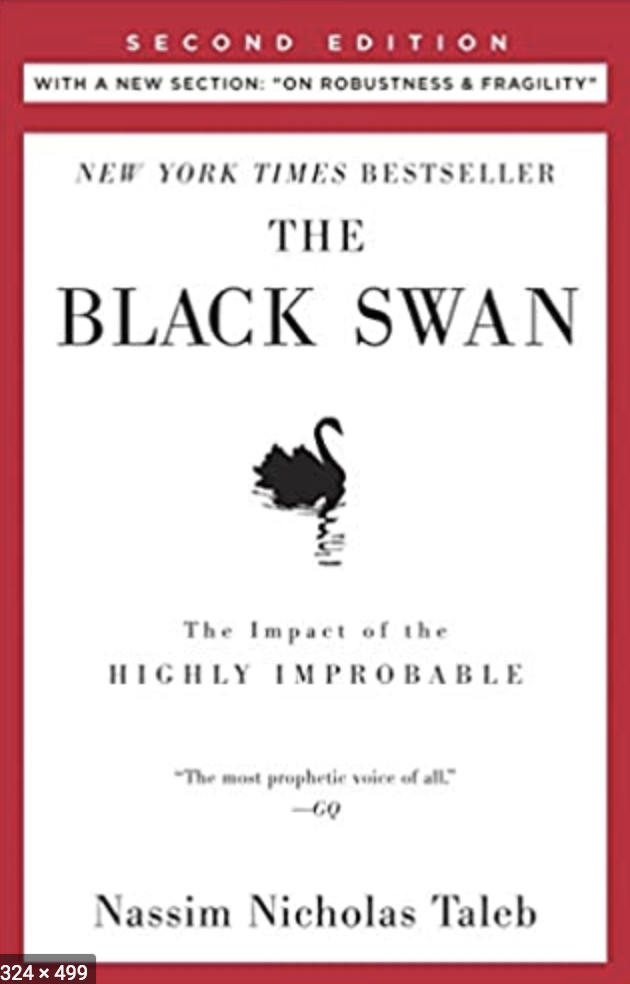 SECOND EDITION
WITH A NEW SECTION: "ON ROBUSTNESS & FRAGILITY"
NEW YORK TIMES BESTSELLER
THE
BLACK SWAN
The Impact of the
HIGHLY IMPROBABLE
“The most prophetic voice of all.”
—GQ
Nassim Nicholas Taleb
324 × 499